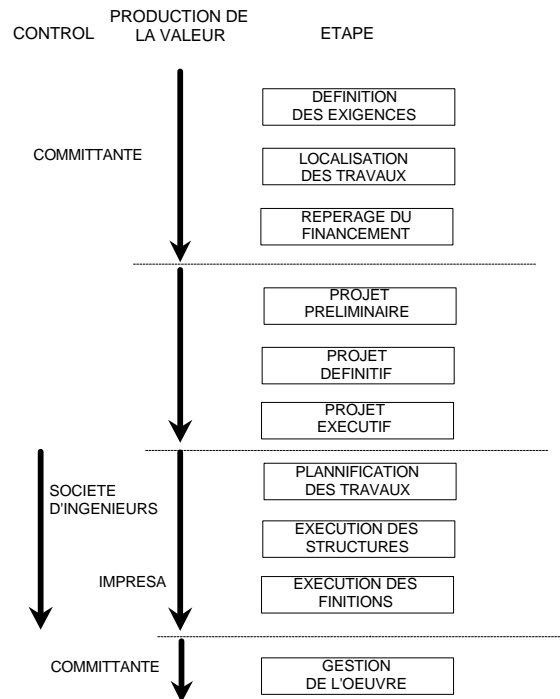 CONTROL
PRODUCTION DE
LA VALEUR
ETAPE
DEFINITION
DES EXIGENCES
COMMITTANTE
LOCALISATION
DES TRAVAUX
REPERAGE DU
FINANCEMENT
PROJET
PRELIMINAIRE
PROJET
DEFINITIF
PROJET
EXECUTIF
SOCIETE
D'INGENIEURS
PLANNIFICATION
DES TRAVAUX
EXECUTION DES
STRUCTURES
IMPRESA
EXECUTION DES
FINITIONS
COMMITTANTE
GESTION
DE L'OEUVRE